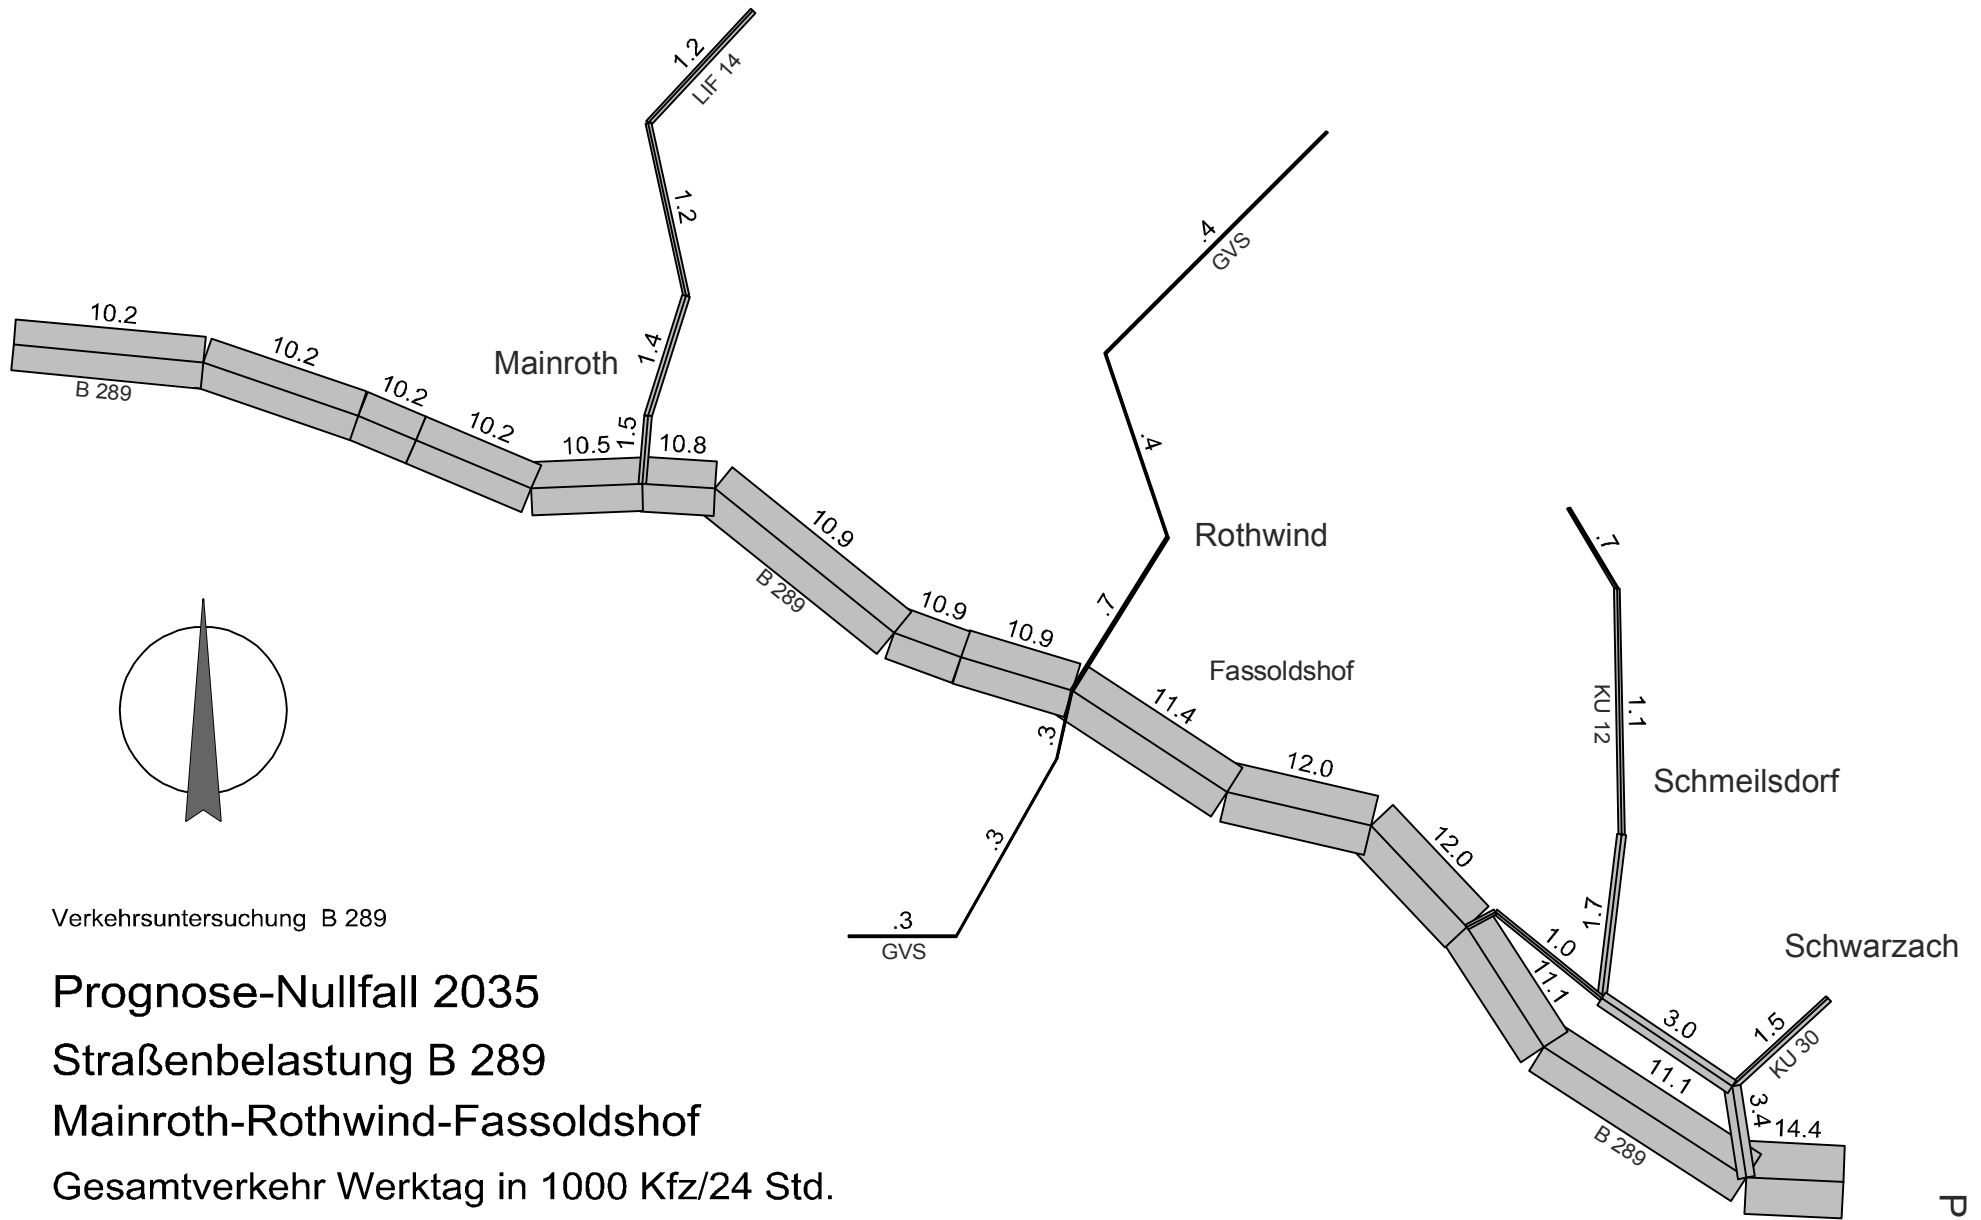 1.2
LIF 14
1.2
.4
GVS
10.2
B 289
10.2
10.2
10.2
Mainroth
1.4
1.5
10.5
10.8
.4
Rothwind
10.9
B 289
10.9
10.9
.7
Fassoldshof
11.4
.3
.3
.3
GVS
12.0
12.0
.7
1.1
KU 12
Schmeilsdorf
1.7
Schwarzach
1.0
11.1
3.0
1.5
KU 30
11.1
3.4
14.4
B 289
Verkehrsuntersuchung B 289
Prognose-Nullfall 2035
Straßenbelastung B 289
Mainroth-Rothwind-Fassoldshof
Gesamtverkehr Werktag in 1000 Kfz/24 Std.
P